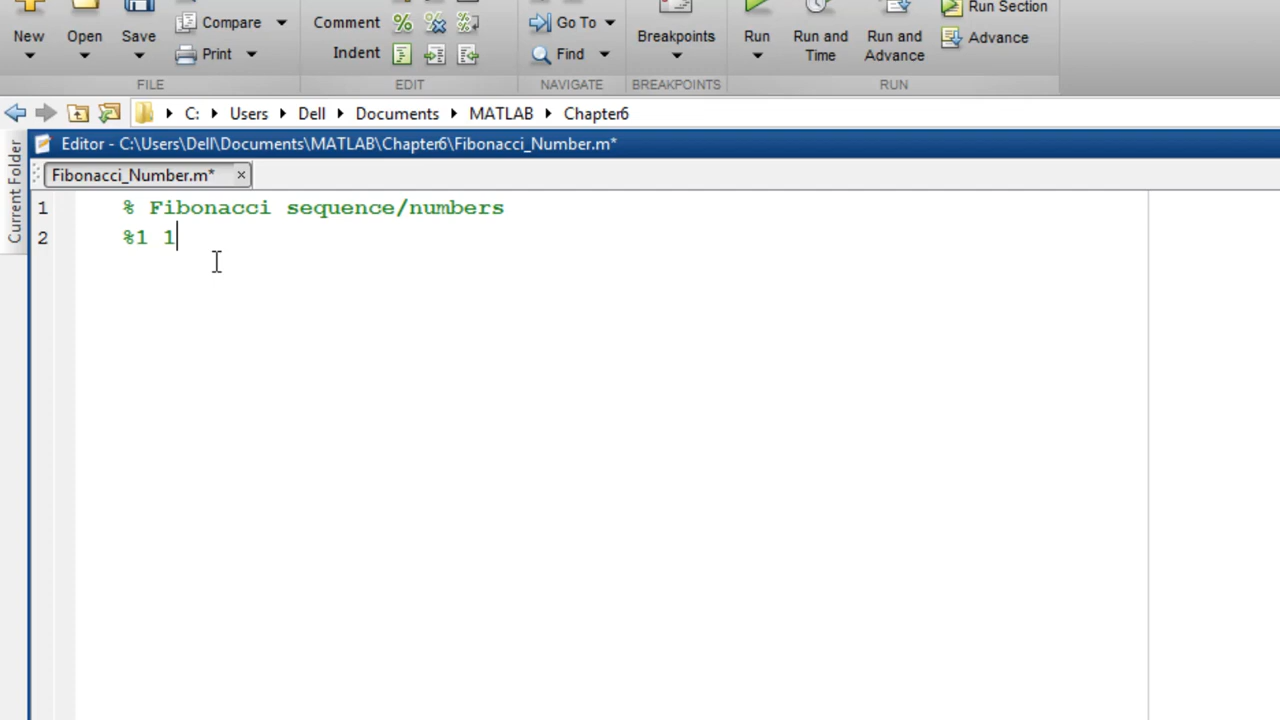 Compare
Comment
Go To
Run Section
New
Open
Save
Print
Indent
Find
Breakpoints
Run
Run and Time
Run and Advance
Advance
FILE
EDIT
NAVIGATE
BREAKPOINTS
RUN
C: Users Dell Documents MATLAB Chapter6
Current Folder
Editor - C:\Users\Dell\Documents\MATLAB\Chapter6\Fibonacci_Number.m*
Fibonacci_Number.m*
1 % Fibonacci sequence/numbers
2 %1 1